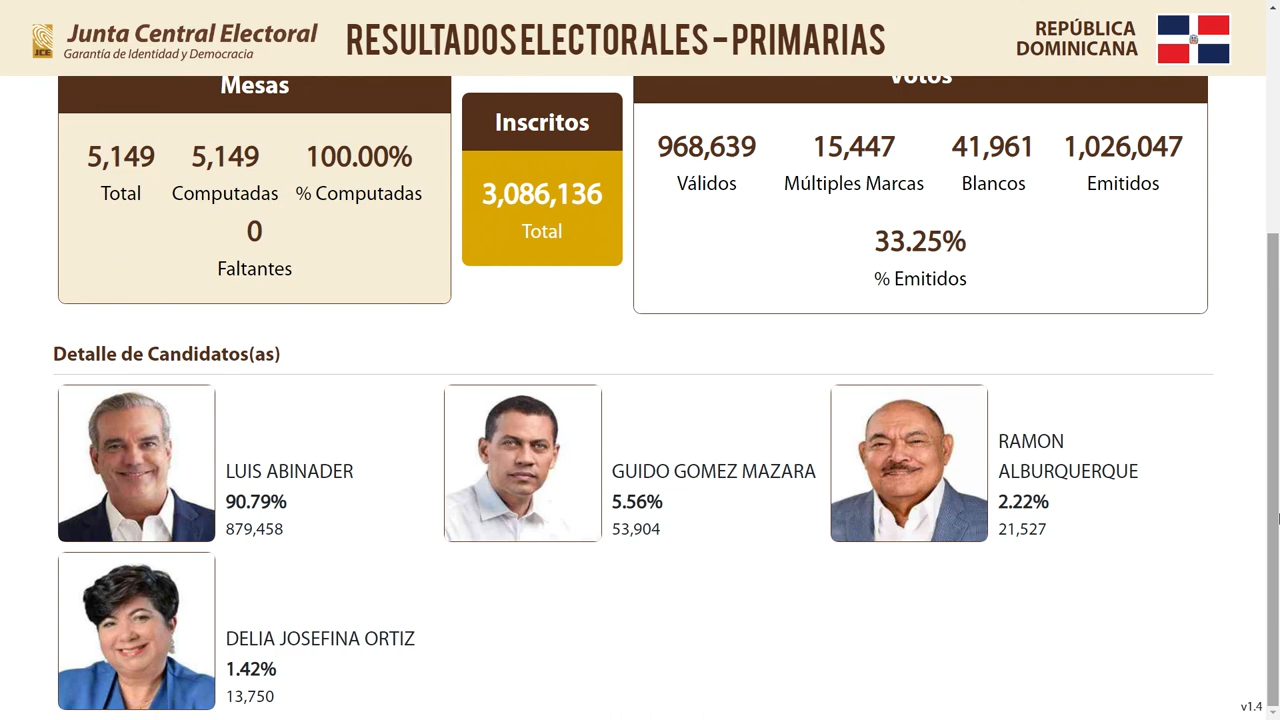 Junta Central Electoral
Garantía de Identidad y Democracia
JCE
RESULTADOS ELECTORALES – PRIMARIAS
REPÚBLICA
DOMINICANA
Mesas
5,149
Total
5,149
Computadas
100.00%
% Computadas
0
Faltantes
Inscritos
3,086,136
Total
Votos
968,639
Válidos
15,447
Múltiples Marcas
41,961
Blancos
1,026,047
Emitidos
33.25%
% Emitidos
Detalle de Candidatos(as)
LUIS ABINADER
90.79%
879,458
GUIDO GOMEZ MAZARA
5.56%
53,904
RAMON
ALBURQUERQUE
2.22%
21,527
DELIA JOSEFINA ORTIZ
1.42%
13,750
v1.4